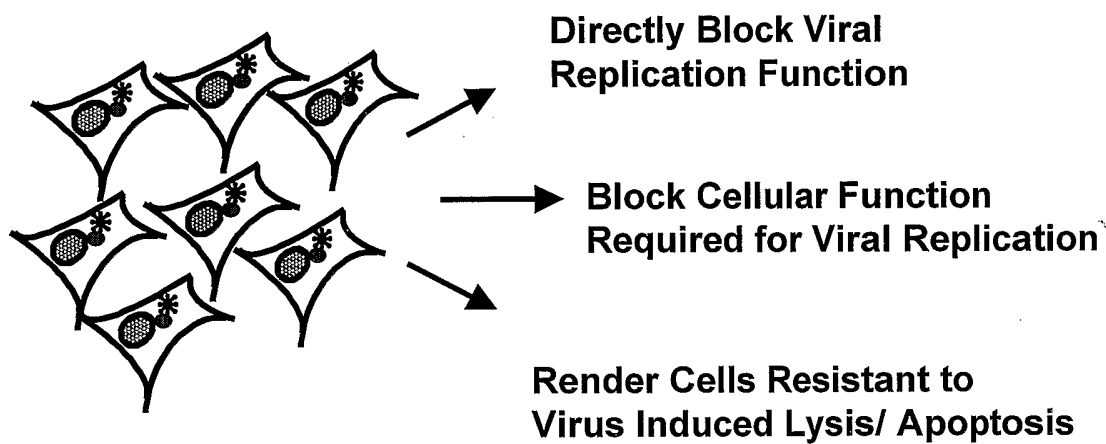 Directly Block Viral
Replication Function
Block Cellular Function
Required for Viral Replication
Render Cells Resistant to
Virus Induced Lysis/ Apoptosis